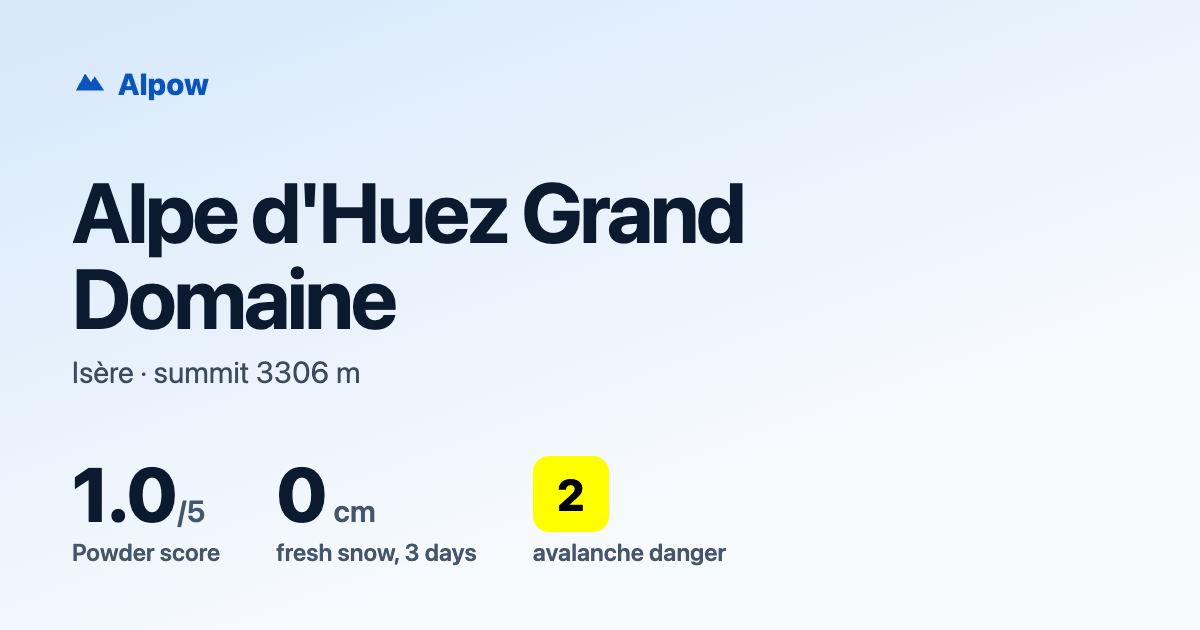 Alpow
Alpe d'Huez Grand
Domaine
Isère · summit 3306 m
1.0/5
Powder score
0 cm
fresh snow, 3 days
2
avalanche danger